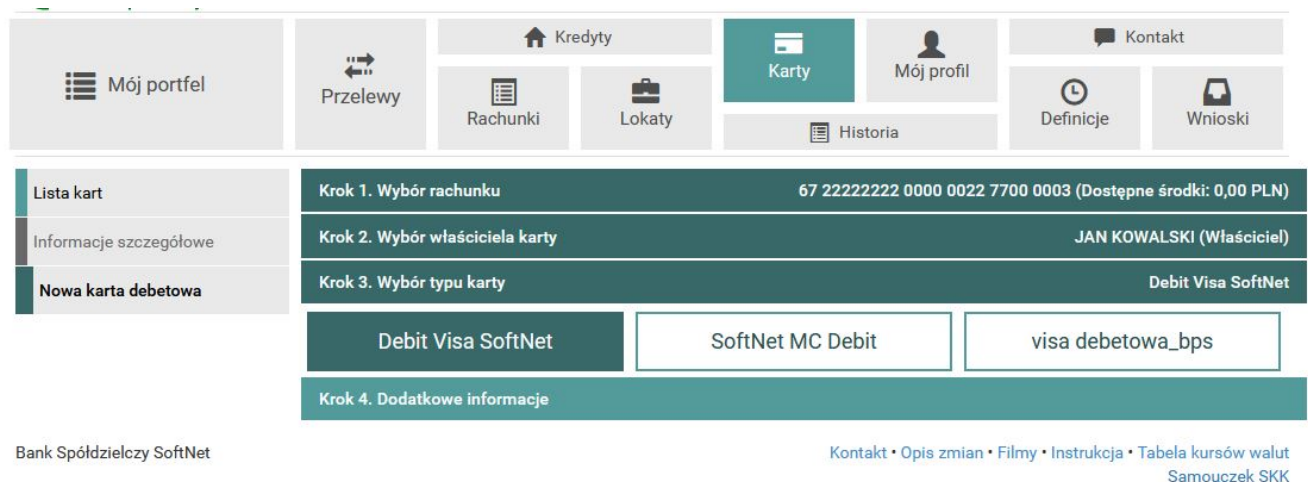 Mój portfel
Przelewy
Kredyty
Rachunki
Lokaty
Karty
Mój profil
Historia
Kontakt
Definicje
Wnioski
Lista kart
Informacje szczegółowe
Nowa karta debetowa
Krok 1. Wybór rachunku 67 22222222 0000 0022 7700 0003 (Dostępne środki: 0,00 PLN)
Krok 2. Wybór właściciela karty JAN KOWALSKI (Właściciel)
Krok 3. Wybór typu karty Debit Visa SoftNet
Debit Visa SoftNet SoftNet MC Debit visa debetowa_bps
Krok 4. Dodatkowe informacje
Bank Spółdzielczy SoftNet Kontakt • Opis zmian • Filmy • Instrukcja • Tabela kursów walut
Samouczek SKK